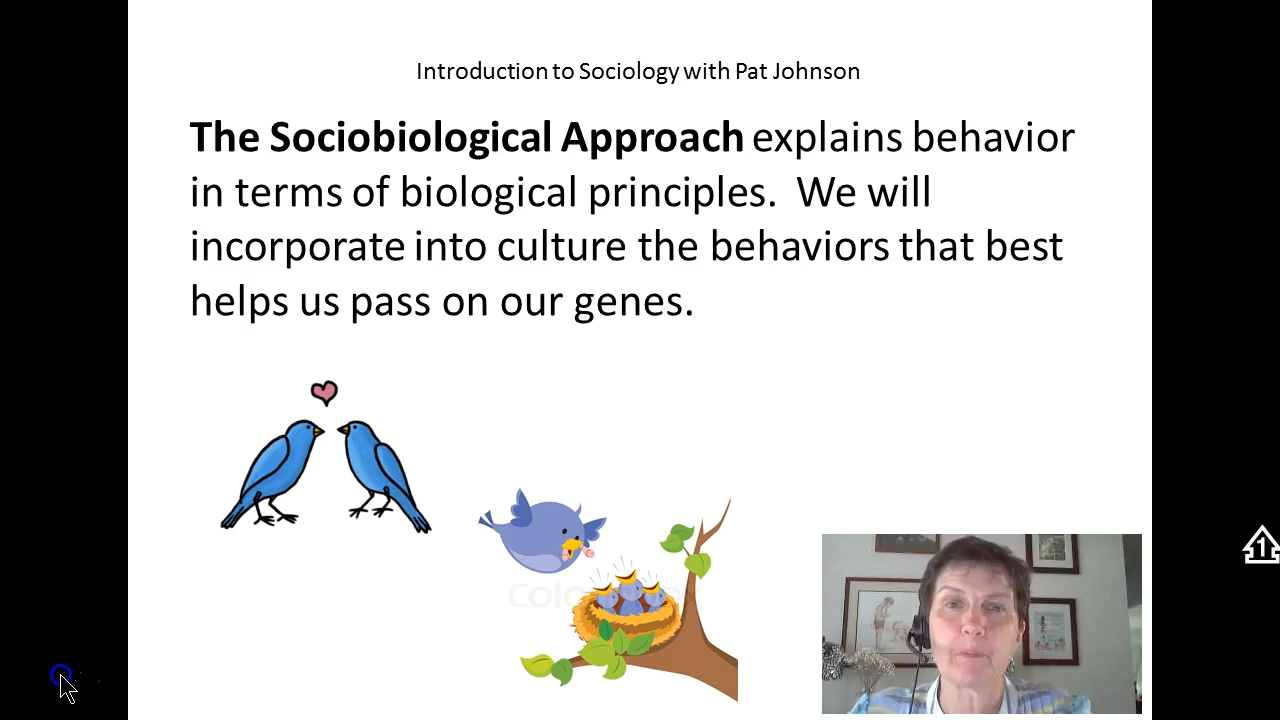 Introduction to Sociology with Pat Johnson
The Sociobiological Approach explains behavior
in terms of biological principles.  We will
incorporate into culture the behaviors that best
helps us pass on our genes.
1